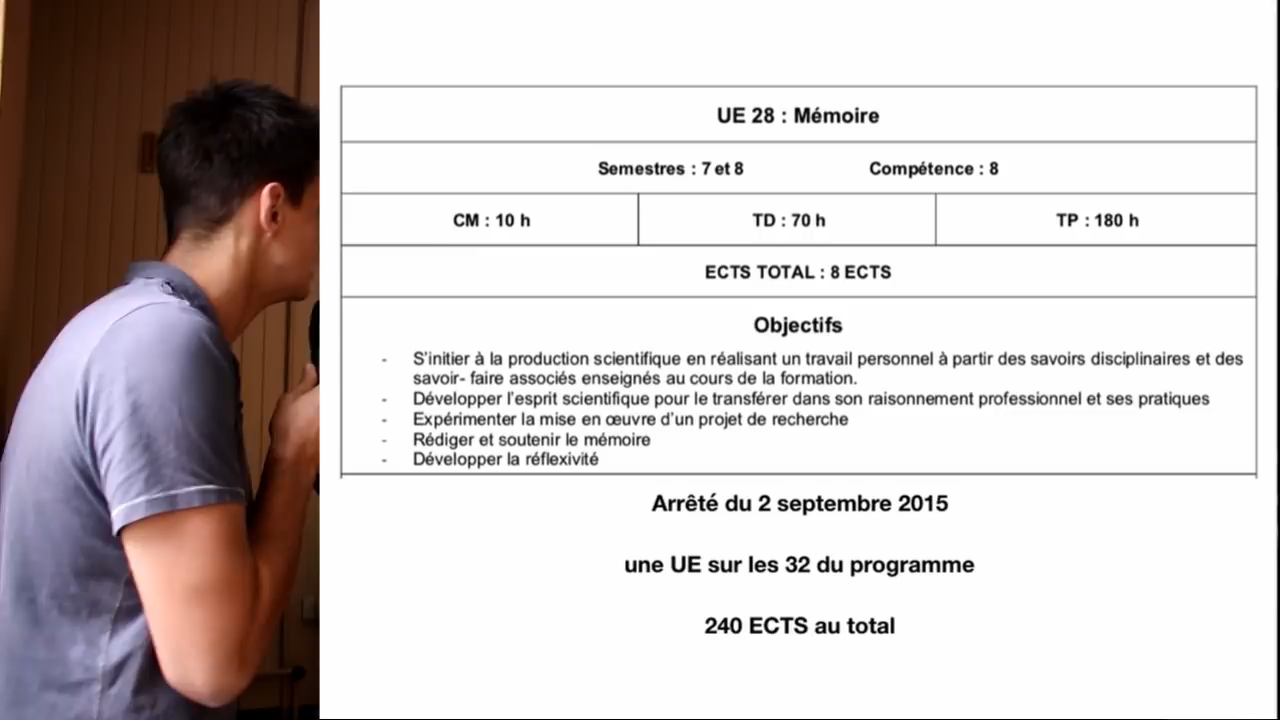 UE 28 : Mémoire
Semestres : 7 et 8 Compétence : 8
CM : 10 h TD : 70 h TP : 180 h
ECTS TOTAL : 8 ECTS
Objectifs
- S'initier à la production scientifique en réalisant un travail personnel à partir des savoirs disciplinaires et des
savoir- faire associés enseignés au cours de la formation.
- Développer l'esprit scientifique pour le transférer dans son raisonnement professionnel et ses pratiques
- Expérimenter la mise en œuvre d'un projet de recherche
- Rédiger et soutenir le mémoire
- Développer la réflexivité
Arrêté du 2 septembre 2015
une UE sur les 32 du programme
240 ECTS au total